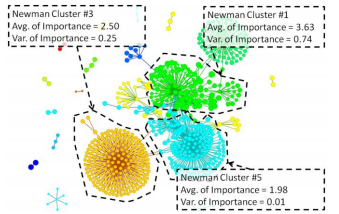 Newman Cluster #3
Avg. of Importance = 2.50
Var. of Importance = 0.25
Newman Cluster #1
Avg. of Importance = 3.63
Var. of Importance = 0.74
Newman Cluster #5
Avg. of Importance = 1.98
Var. of Importance = 0.01